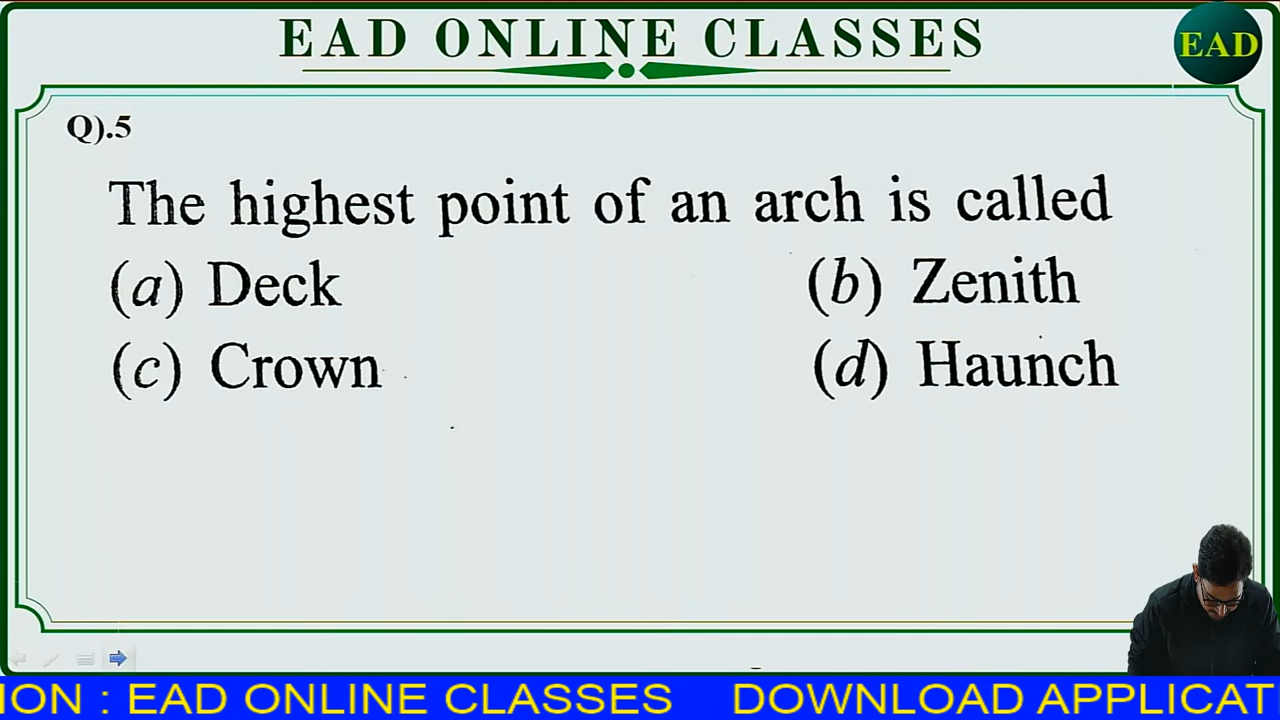 EAD ONLINE CLASSES
EAD
Q).5
The highest point of an arch is called
(a) Deck
(b) Zenith
(c) Crown
(d) Haunch
ION : EAD ONLINE CLASSES DOWNLOAD APPLICAT